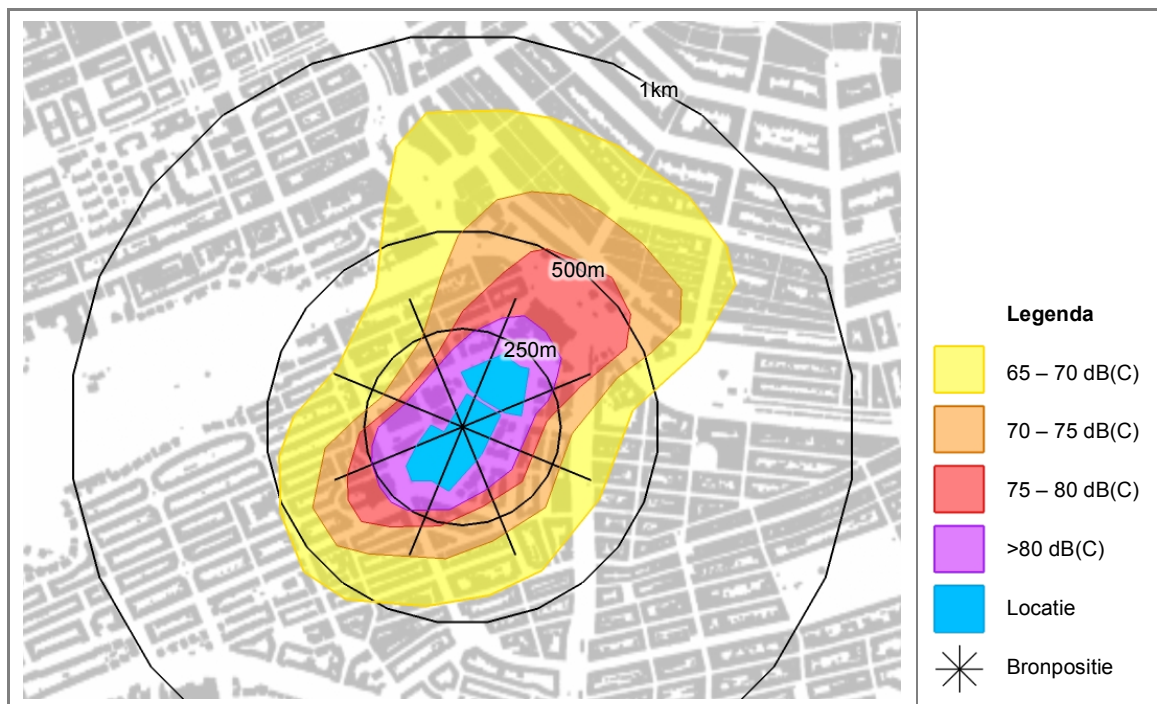 1km
500m
250m
Legenda
65 – 70 dB(C)
70 – 75 dB(C)
75 – 80 dB(C)
>80 dB(C)
Locatie
Bronpositie